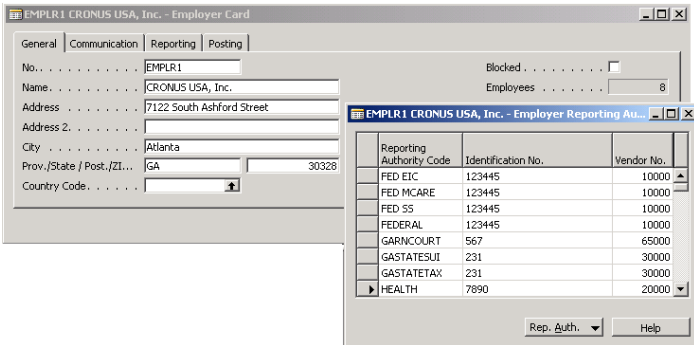 EMPLR1 CRONUS USA, Inc. - Employer Card
General Communication Reporting Posting
No.. . . . . . . . . . . . EMPLR1 Blocked . . . . . . . . .
Name. . . . . . . . . . . CRONUS USA, Inc. Employees . . . . . . . 8
Address . . . . . . . . . 7122 South Ashford Street
Address 2. . . . . . . .
City . . . . . . . . . . . Atlanta
Prov./State / Post./ZI... GA 30328
Country Code. . . . . .
EMPLR1 CRONUS USA, Inc. - Employer Reporting Au...
Reporting
Authority Code Identification No. Vendor No.
FED EIC 123445 10000
FED MCARE 123445 10000
FED SS 123445 10000
FEDERAL 123445 10000
GARNCOURT 567 65000
GASTATESUI 231 30000
GASTATETAX 231 30000
HEALTH 7890 20000
Rep. Auth. Help